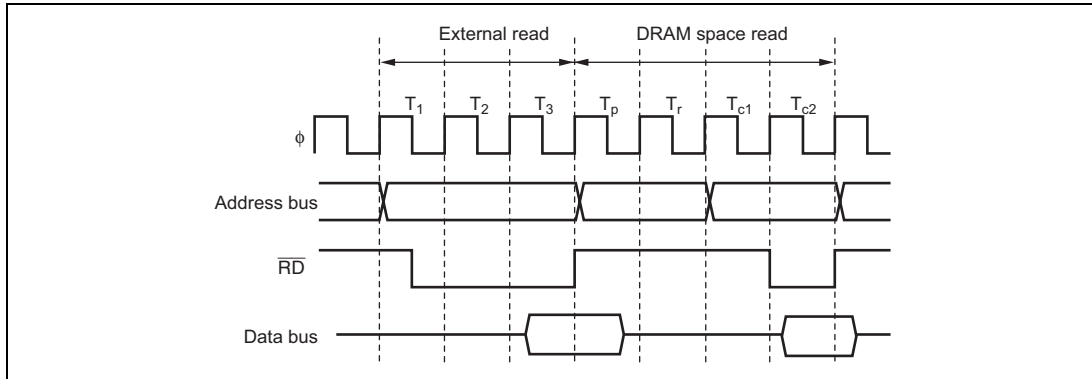 External read DRAM space read
T1 T2 T3 Tp Tr Tc1 Tc2
ϕ
Address bus
RD
Data bus